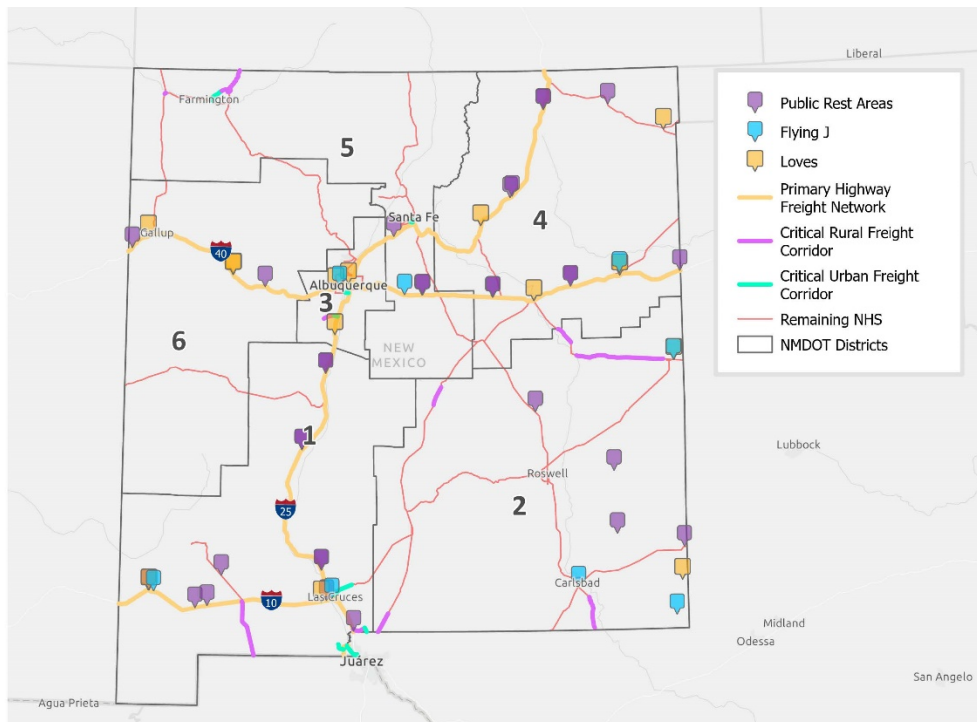 Liberal
Farmington
5
Public Rest Areas
Flying J
Loves
Primary Highway
Freight Network
Critical Rural Freight
Corridor
Critical Urban Freight
Corridor
Remaining NHS
NMDOT Districts
Santa Fe
4
Gallup
40
Albuquerque
3
6
NEW
MEXICO
1
Lubbock
Roswell
2
25
Carlsbad
Las Cruces
10
Midland
Odessa
Juárez
San Angelo
Agua Prieta